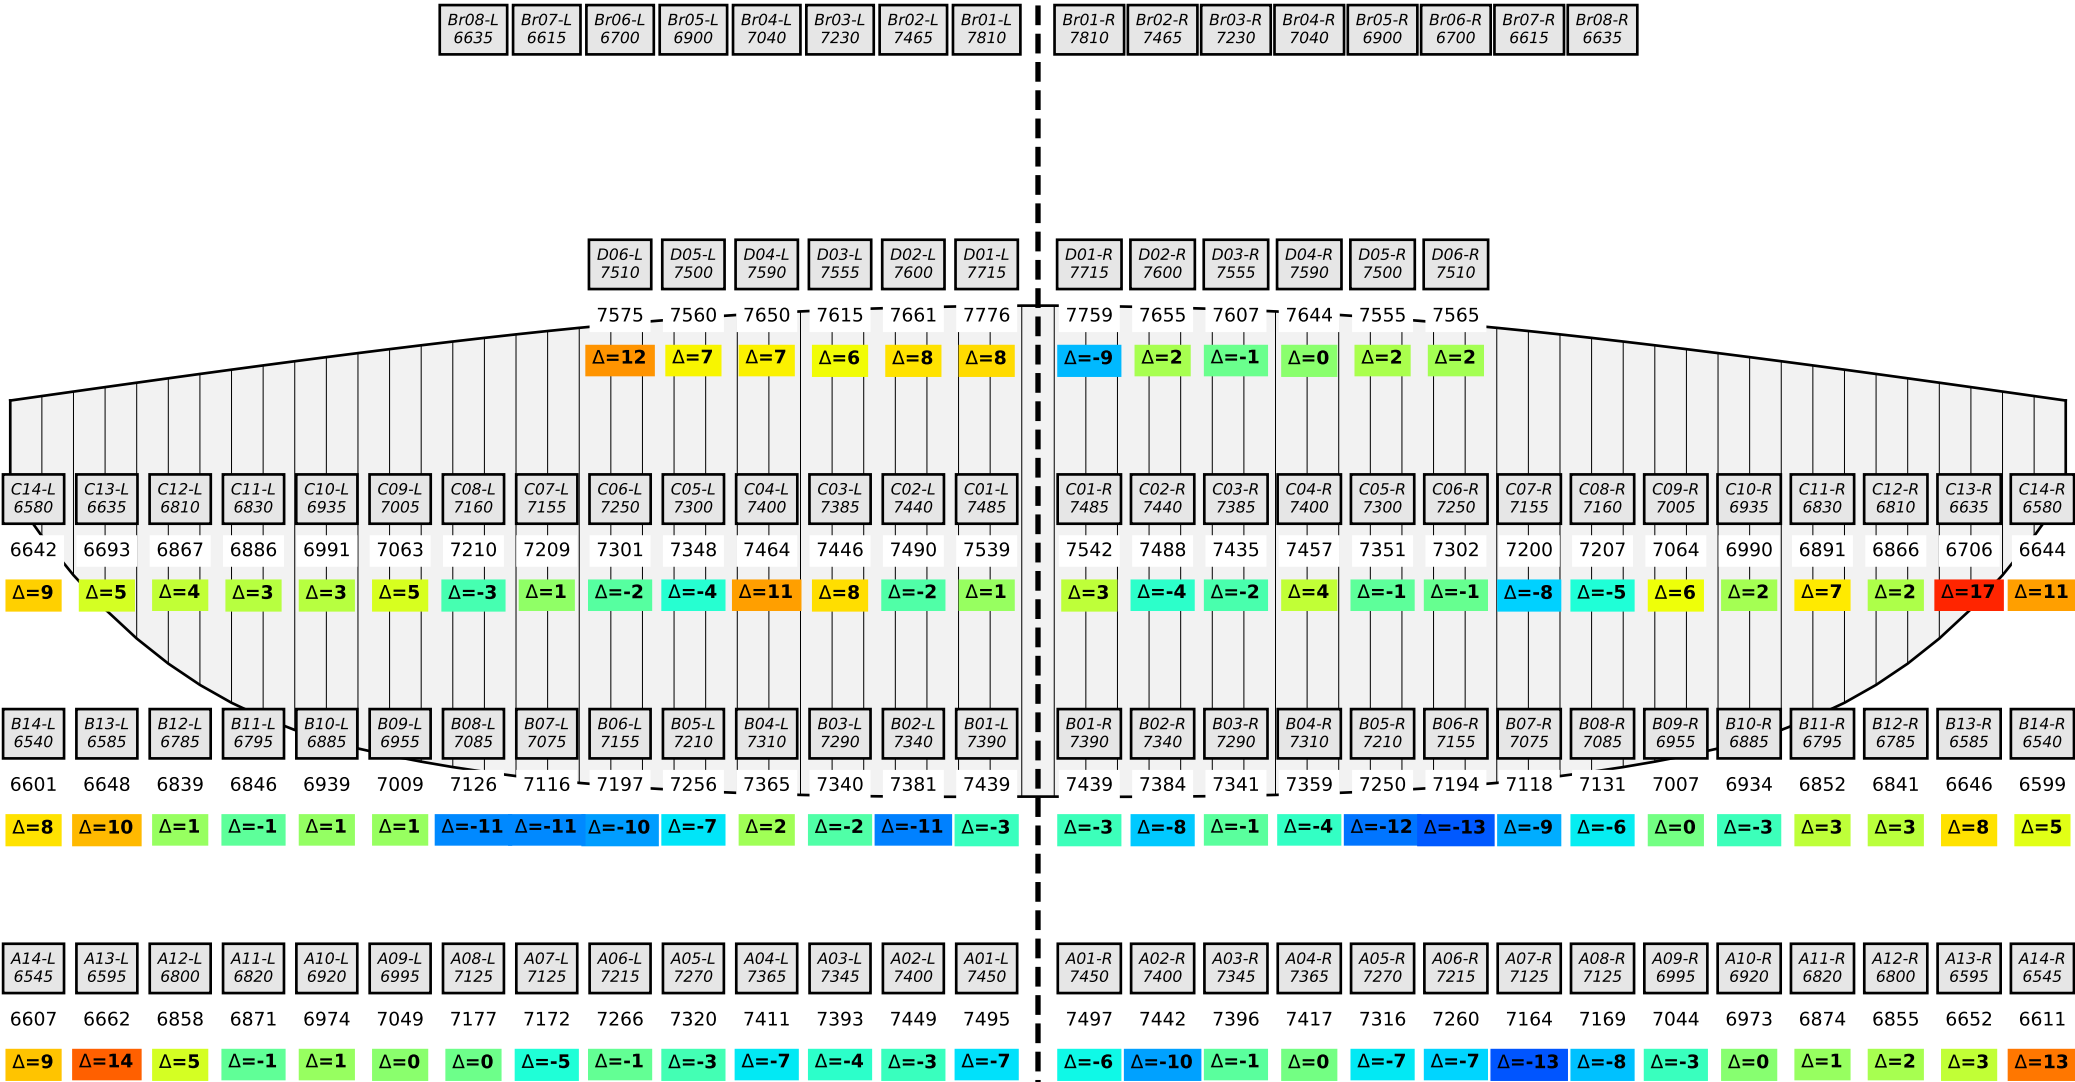 Br08-L Br07-L Br06-L Br05-L Br04-L Br03-L Br02-L Br01-L Br01-R Br02-R Br03-R Br04-R Br05-R Br06-R Br07-R Br08-R
6635 6615 6700 6900 7040 7230 7465 7810 7810 7465 7230 7040 6900 6700 6615 6635
D06-L D05-L D04-L D03-L D02-L D01-L D01-R D02-R D03-R D04-R D05-R D06-R
7510 7500 7590 7555 7600 7715 7715 7600 7555 7590 7500 7510
7575 7560 7650 7615 7661 7776 7759 7655 7607 7644 7555 7565
Δ=12 Δ=7 Δ=7 Δ=6 Δ=8 Δ=8 Δ=-9 Δ=2 Δ=-1 Δ=0 Δ=2 Δ=2
C14-L C13-L C12-L C11-L C10-L C09-L C08-L C07-L C06-L C05-L C04-L C03-L C02-L C01-L C01-R C02-R C03-R C04-R C05-R C06-R C07-R C08-R C09-R C10-R C11-R C12-R C13-R C14-R
6580 6635 6810 6830 6935 7005 7160 7155 7250 7300 7400 7385 7440 7485 7485 7440 7385 7400 7300 7250 7155 7160 7005 6935 6830 6810 6635 6580
6642 6693 6867 6886 6991 7063 7210 7209 7301 7348 7464 7446 7490 7539 7542 7488 7435 7457 7351 7302 7200 7207 7064 6990 6891 6866 6706 6644
Δ=9 Δ=5 Δ=4 Δ=3 Δ=3 Δ=5 Δ=-3 Δ=1 Δ=-2 Δ=-4 Δ=11 Δ=8 Δ=-2 Δ=1 Δ=3 Δ=-4 Δ=-2 Δ=4 Δ=-1 Δ=-1 Δ=-8 Δ=-5 Δ=6 Δ=2 Δ=7 Δ=2 Δ=17 Δ=11
B14-L B13-L B12-L B11-L B10-L B09-L B08-L B07-L B06-L B05-L B04-L B03-L B02-L B01-L B01-R B02-R B03-R B04-R B05-R B06-R B07-R B08-R B09-R B10-R B11-R B12-R B13-R B14-R
6540 6585 6785 6795 6885 6955 7085 7075 7155 7210 7310 7290 7340 7390 7390 7340 7290 7310 7210 7155 7075 7085 6955 6885 6795 6785 6585 6540
6601 6648 6839 6846 6939 7009 7126 7116 7197 7256 7365 7340 7381 7439 7439 7384 7341 7359 7250 7194 7118 7131 7007 6934 6852 6841 6646 6599
Δ=8 Δ=10 Δ=1 Δ=-1 Δ=1 Δ=1 Δ=-11 Δ=-11 Δ=-10 Δ=-7 Δ=2 Δ=-2 Δ=-11 Δ=-3 Δ=-3 Δ=-8 Δ=-1 Δ=-4 Δ=-12 Δ=-13 Δ=-9 Δ=-6 Δ=0 Δ=-3 Δ=3 Δ=3 Δ=8 Δ=5
A14-L A13-L A12-L A11-L A10-L A09-L A08-L A07-L A06-L A05-L A04-L A03-L A02-L A01-L A01-R A02-R A03-R A04-R A05-R A06-R A07-R A08-R A09-R A10-R A11-R A12-R A13-R A14-R
6545 6595 6800 6820 6920 6995 7125 7125 7215 7270 7365 7345 7400 7450 7450 7400 7345 7365 7270 7215 7125 7125 6995 6920 6820 6800 6595 6545
6607 6662 6858 6871 6974 7049 7177 7172 7266 7320 7411 7393 7449 7495 7497 7442 7396 7417 7316 7260 7164 7169 7044 6973 6874 6855 6652 6611
Δ=9 Δ=14 Δ=5 Δ=-1 Δ=1 Δ=0 Δ=0 Δ=-5 Δ=-1 Δ=-3 Δ=-7 Δ=-4 Δ=-3 Δ=-7 Δ=-6 Δ=-10 Δ=-1 Δ=0 Δ=-7 Δ=-7 Δ=-13 Δ=-8 Δ=-3 Δ=0 Δ=1 Δ=2 Δ=3 Δ=13